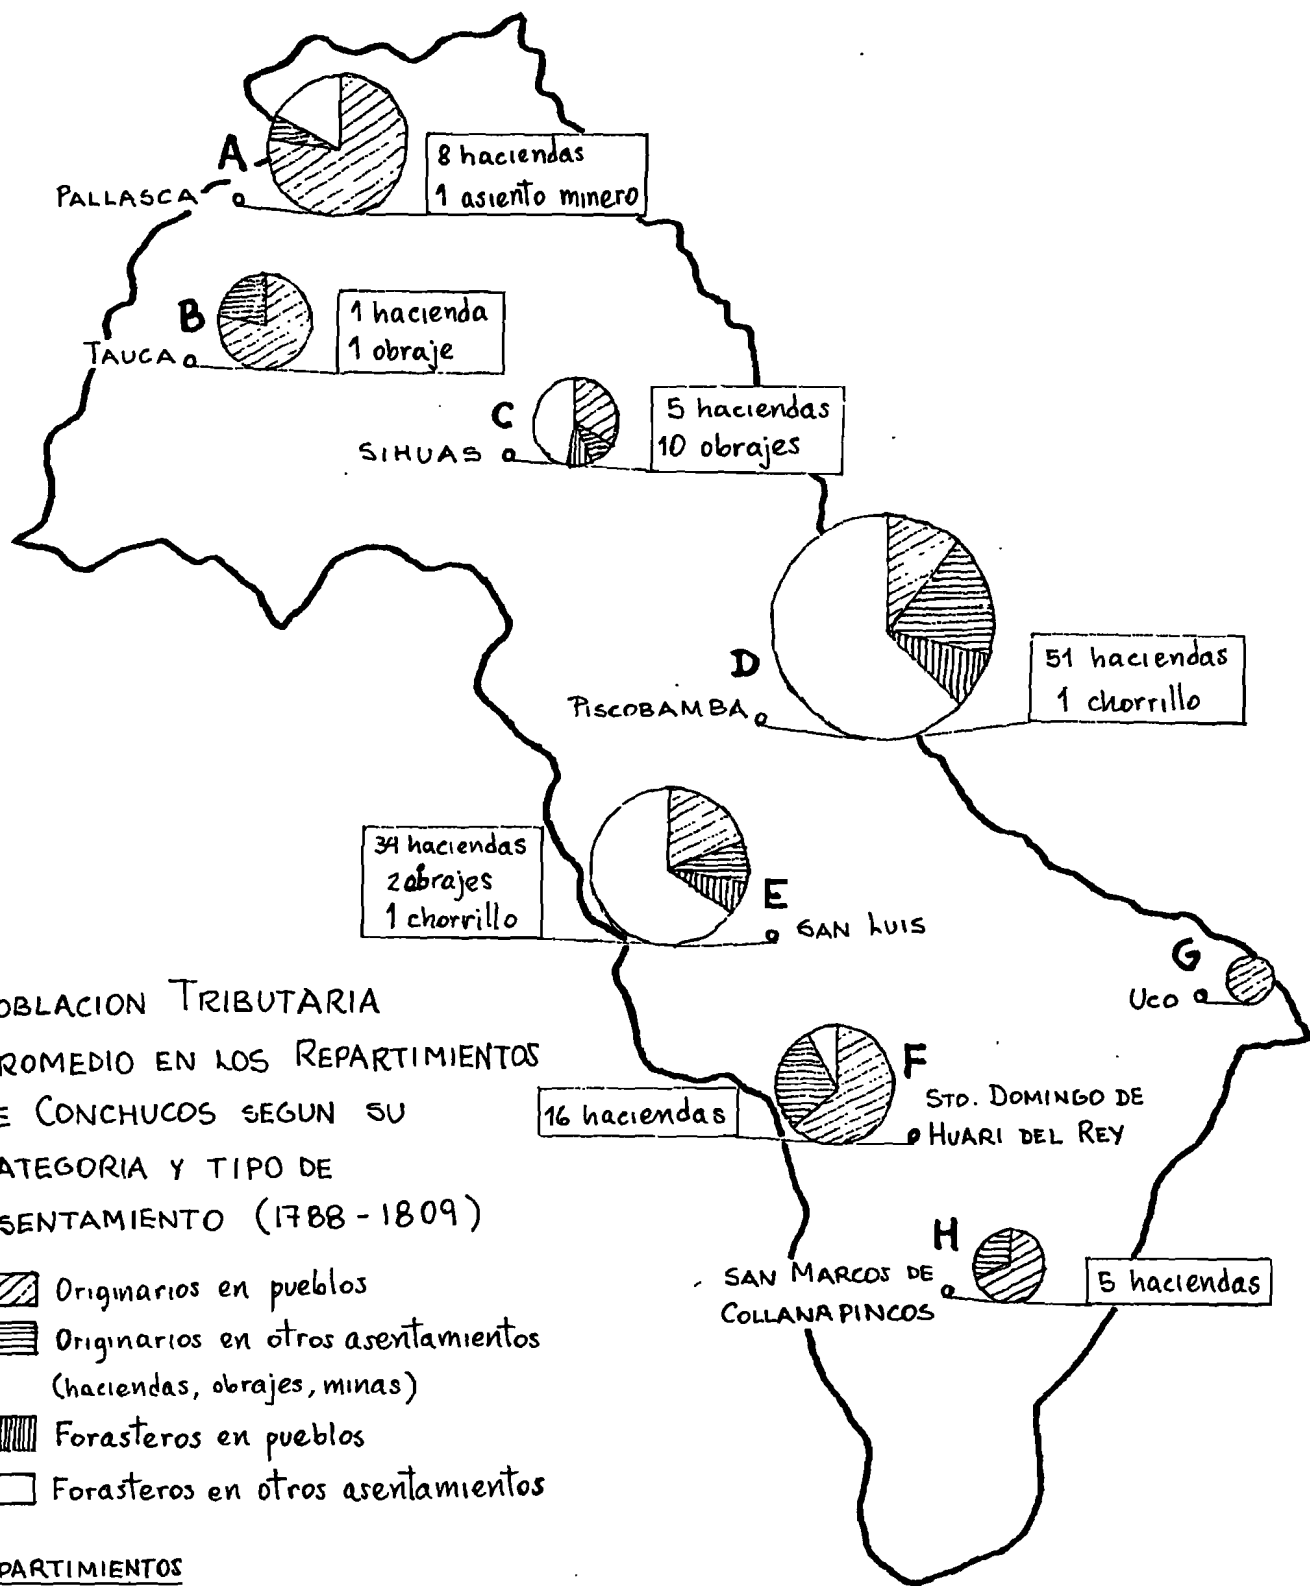 A
PALLASCA
8 haciendas
1 asiento minero
B
TAUCA
1 hacienda
1 obraje
C
SIHUAS
5 haciendas
10 obrajes
D
PISCOBAMBA
51 haciendas
1 chorrillo
34 haciendas
2 obrajes
1 chorrillo
E
SAN LUIS
G
UCO
F
STO. DOMINGO DE
HUARI DEL REY
16 haciendas
H
SAN MARCOS DE
COLLANAPINCOS
5 haciendas
OBLACION TRIBUTARIA
ROMEDIO EN LOS REPARTIMIENTOS
E CONCHUCOS SEGUN SU
ATEGORIA Y TIPO DE
SENTAMIENTO (1788-1809)
Originarios en pueblos
Originarios en otros asentamientos
(haciendas, obrajes, minas)
Forasteros en pueblos
Forasteros en otros asentamientos
PARTIMIENTOS